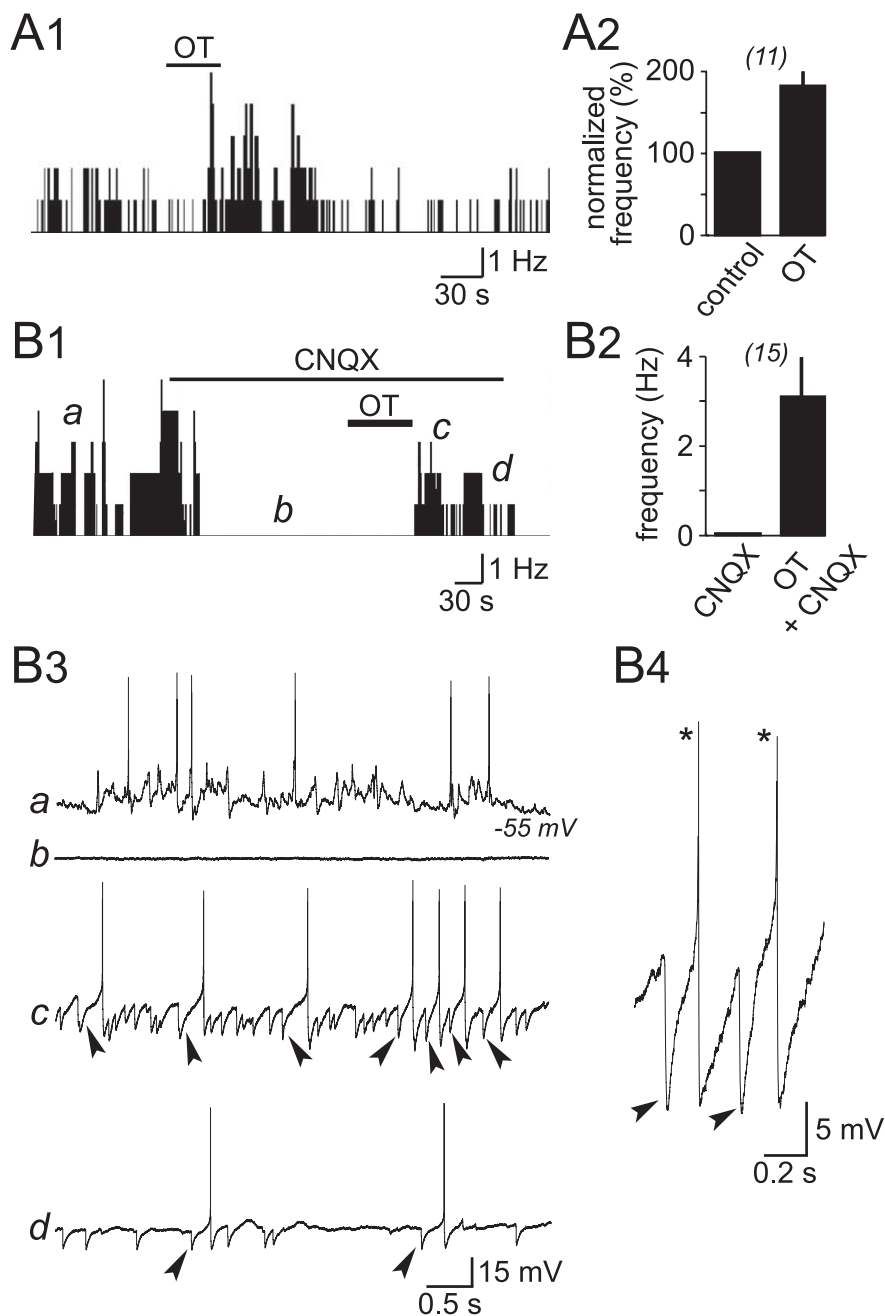 A1
OT
1 Hz
30 s
A2
(11)
normalized
frequency (%)
200
100
0
control
OT
B1
CNQX
OT
a
b
c
d
1 Hz
30 s
B2
(15)
frequency (Hz)
4
2
0
CNQX
OT
+ CNQX
B3
a
-55 mV
b
c
d
15 mV
0.5 s
B4
* *
5 mV
0.2 s